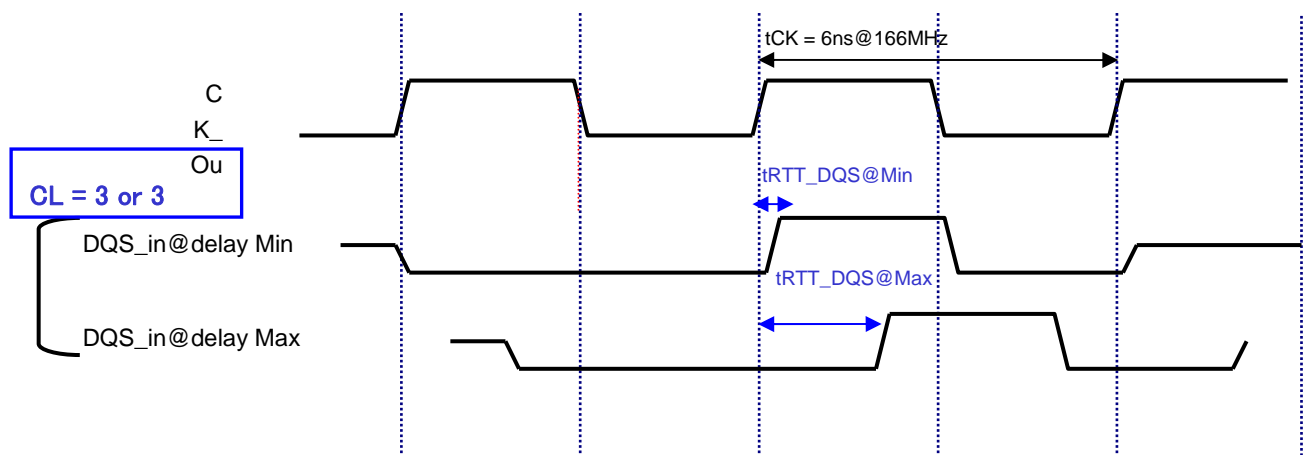 tCK = 6ns@166MHz
C
K_
Ou
CL = 3 or 3
tRTT_DQS@Min
DQS_in@delay Min
tRTT_DQS@Max
DQS_in@delay Max